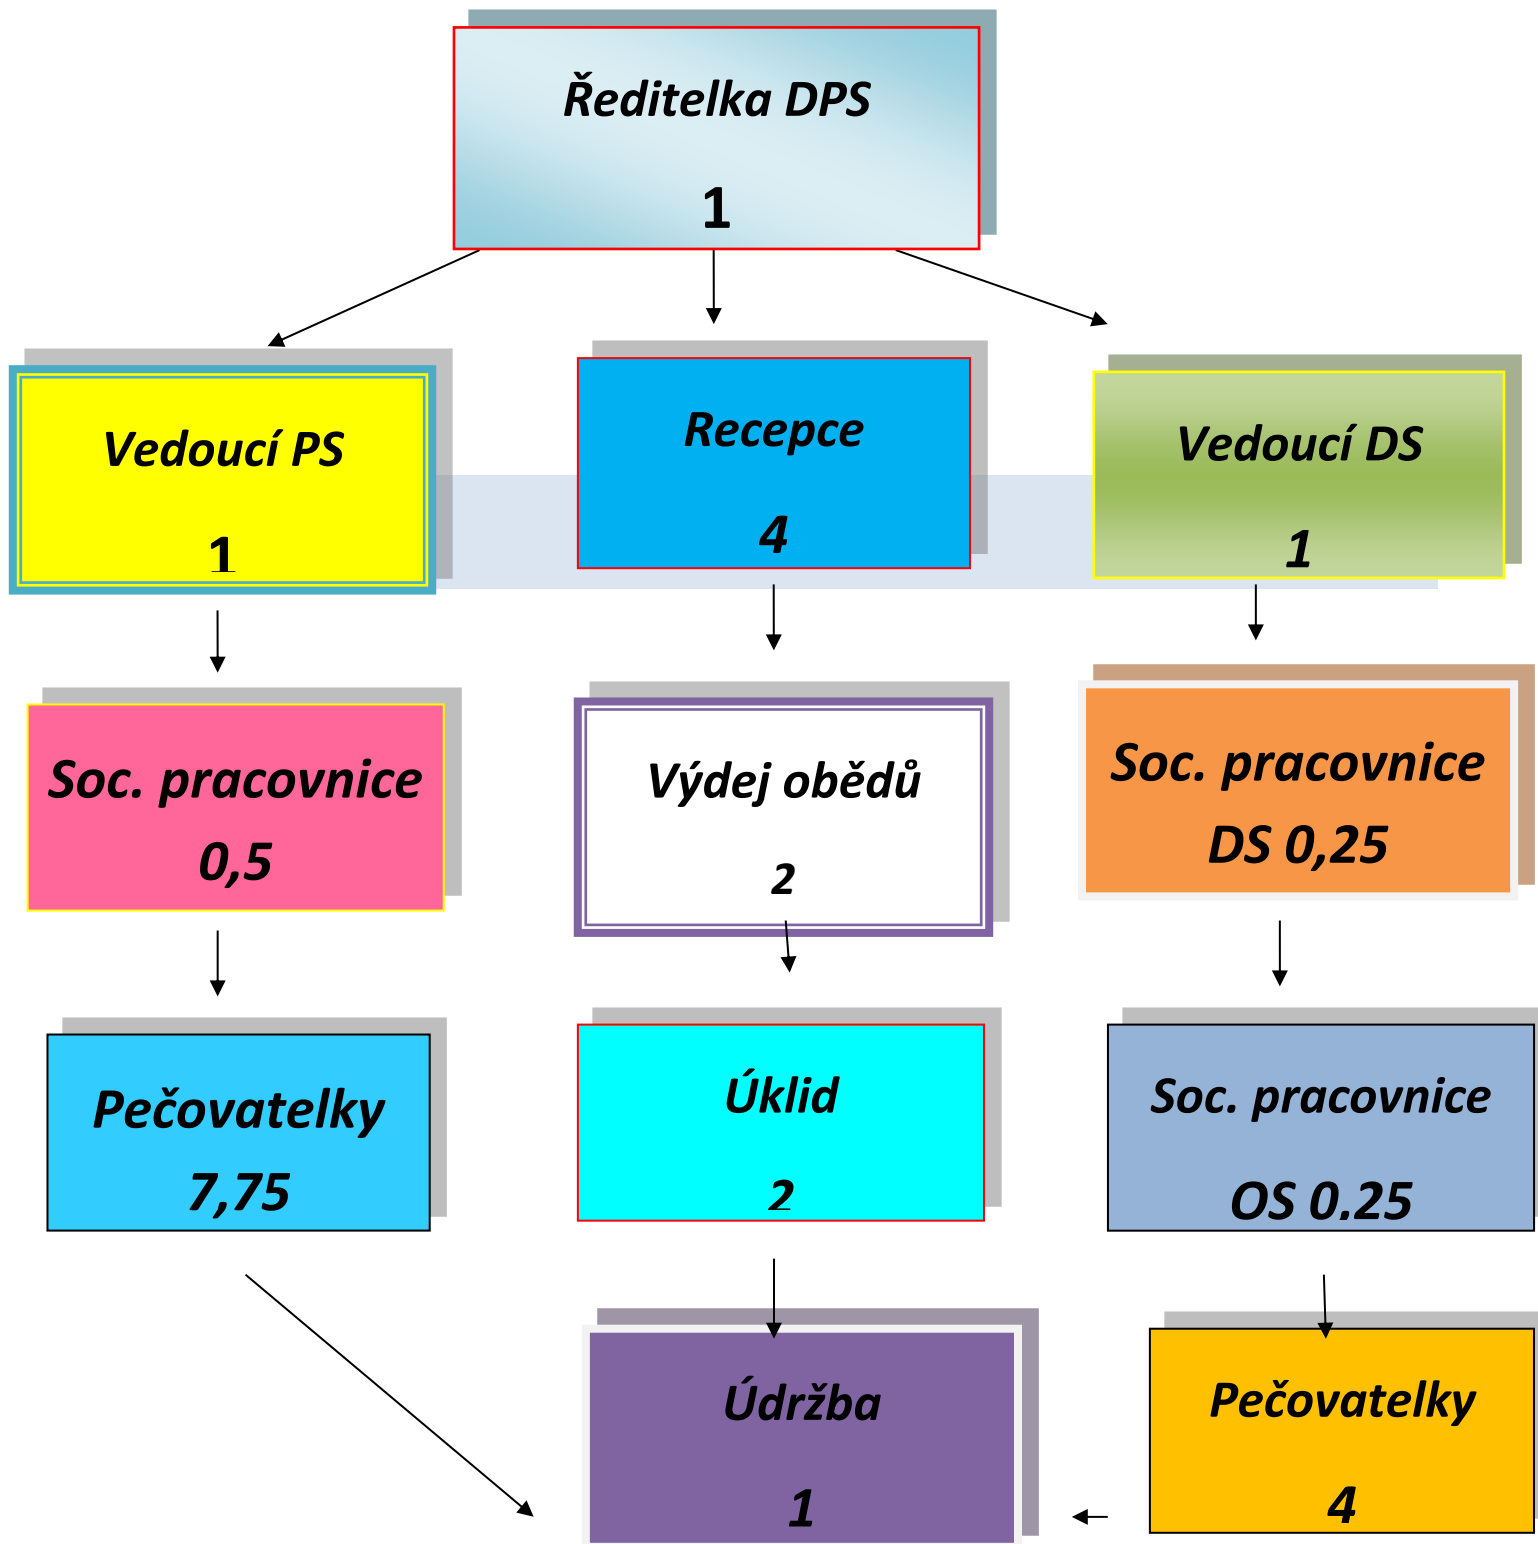 Ředitelka DPS
1
Vedoucí PS
1
Recepce
4
Vedoucí DS
1
Soc. pracovnice
0,5
Výdej obědů
2
Soc. pracovnice
DS 0,25
Pečovatelky
7,75
Úklid
2
Soc. pracovnice
OS 0,25
Údržba
1
Pečovatelky
4